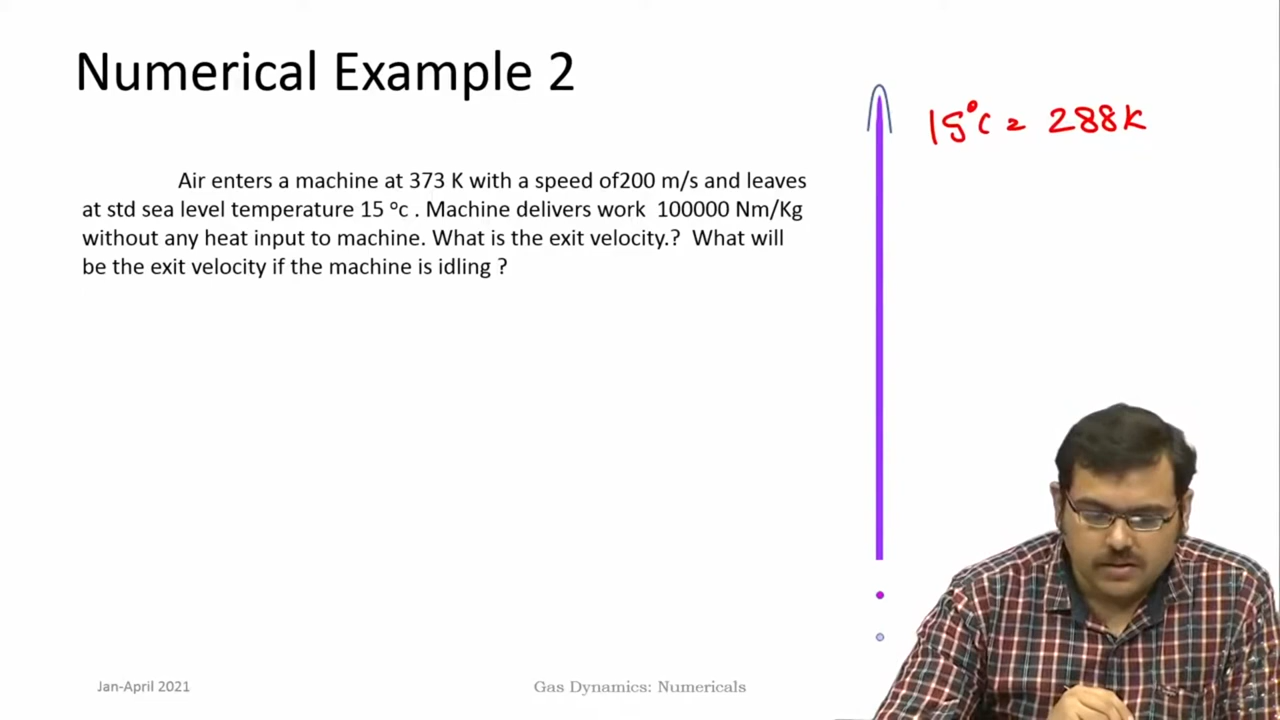 Numerical Example 2
15°C = 288K
Air enters a machine at 373 K with a speed of200 m/s and leaves
at std sea level temperature 15 ᵒc . Machine delivers work 100000 Nm/Kg
without any heat input to machine. What is the exit velocity.? What will
be the exit velocity if the machine is idling ?
Jan-April 2021
Gas Dynamics: Numericals